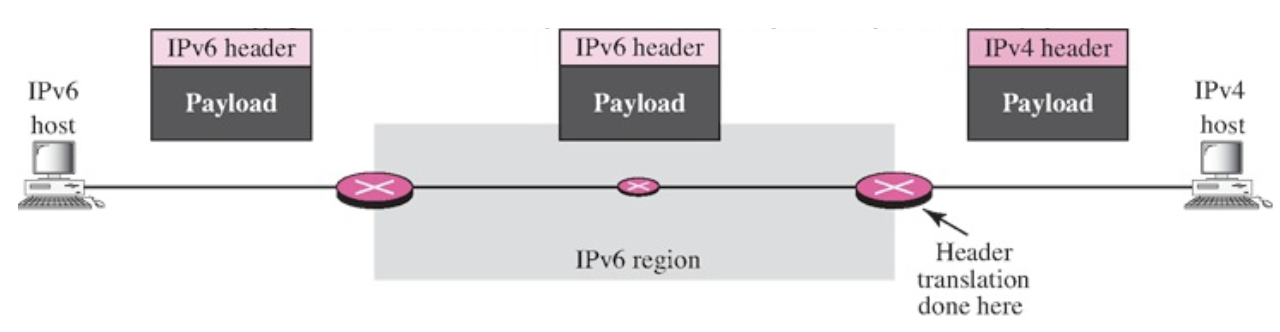 IPv6 header
Payload
IPv6 header
Payload
IPv4 header
Payload
IPv6
host
IPv4
host
IPv6 region
Header
translation
done here